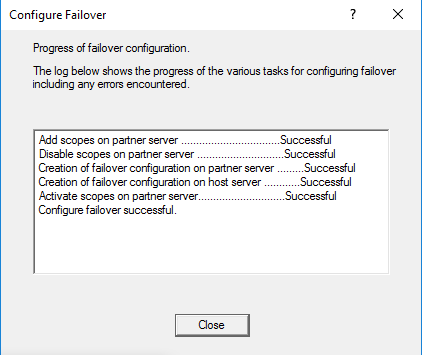 Configure Failover
? X
Progress of failover configuration.
The log below shows the progress of the various tasks for configuring failover
including any errors encountered.
Add scopes on partner server .................................Successful
Disable scopes on partner server .............................Successful
Creation of failover configuration on partner server .........Successful
Creation of failover configuration on host server ............Successful
Activate scopes on partner server.............................Successful
Configure failover successful.
Close